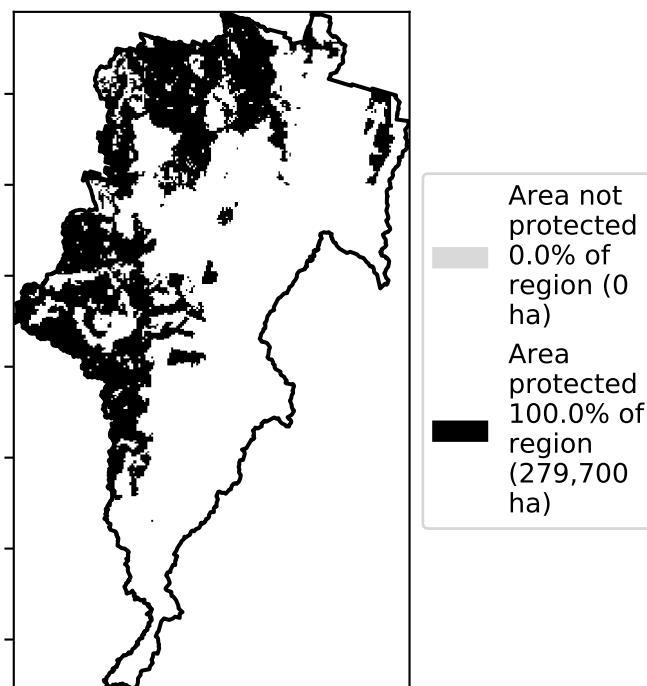 Area not
protected
0.0% of
region (0
ha)
Area
protected
100.0% of
region
(279,700
ha)